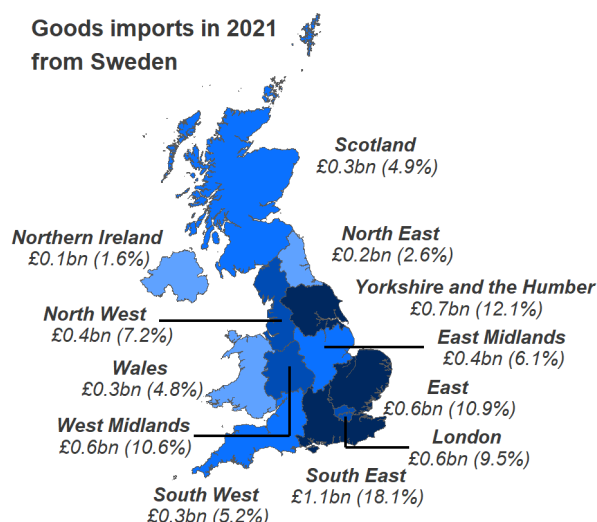 Goods imports in 2021
from Sweden
Scotland
£0.3bn (4.9%)
Northern Ireland
£0.1bn (1.6%)
North East
£0.2bn (2.6%)
Yorkshire and the Humber
£0.7bn (12.1%)
North West
£0.4bn (7.2%)
East Midlands
£0.4bn (6.1%)
Wales
£0.3bn (4.8%)
East
£0.6bn (10.9%)
West Midlands
£0.6bn (10.6%)
London
£0.6bn (9.5%)
South East
£1.1bn (18.1%)
South West
£0.3bn (5.2%)